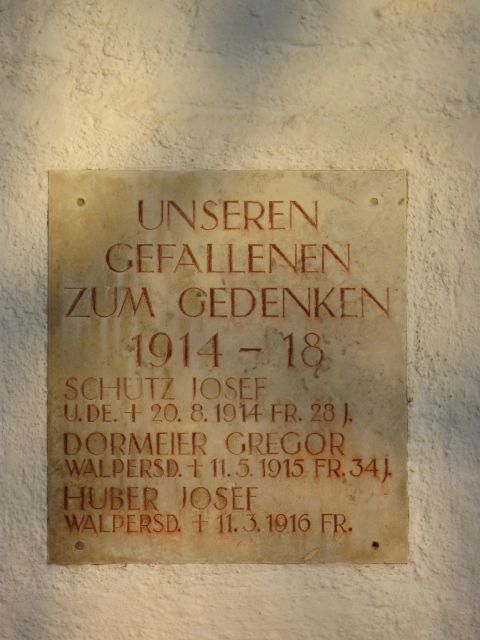 UNSEREN
GEFALLENEN
ZUM GEDENKEN
1914 – 18
SCHÜTZ JOSEF
U.DE. + 20. 8. 1914 FR. 28 J.
DORMEIER GREGOR
WALPERSD. + 11. 5. 1915 FR. 34 J.
HUBER JOSEF
WALPERSD. + 11. 3. 1916 FR.